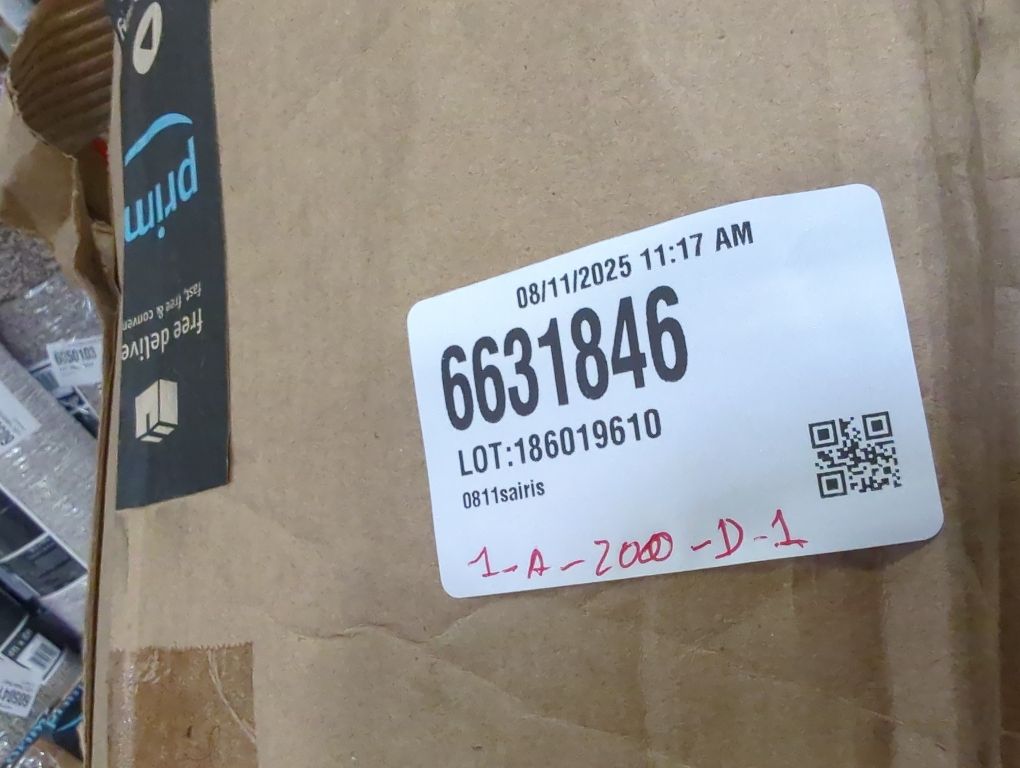 prim
fast, free & conven
free delive
08/11/2025 11:17 AM
6631846
LOT:186019610
0811sairis
1-A-2000-D-1
6050103